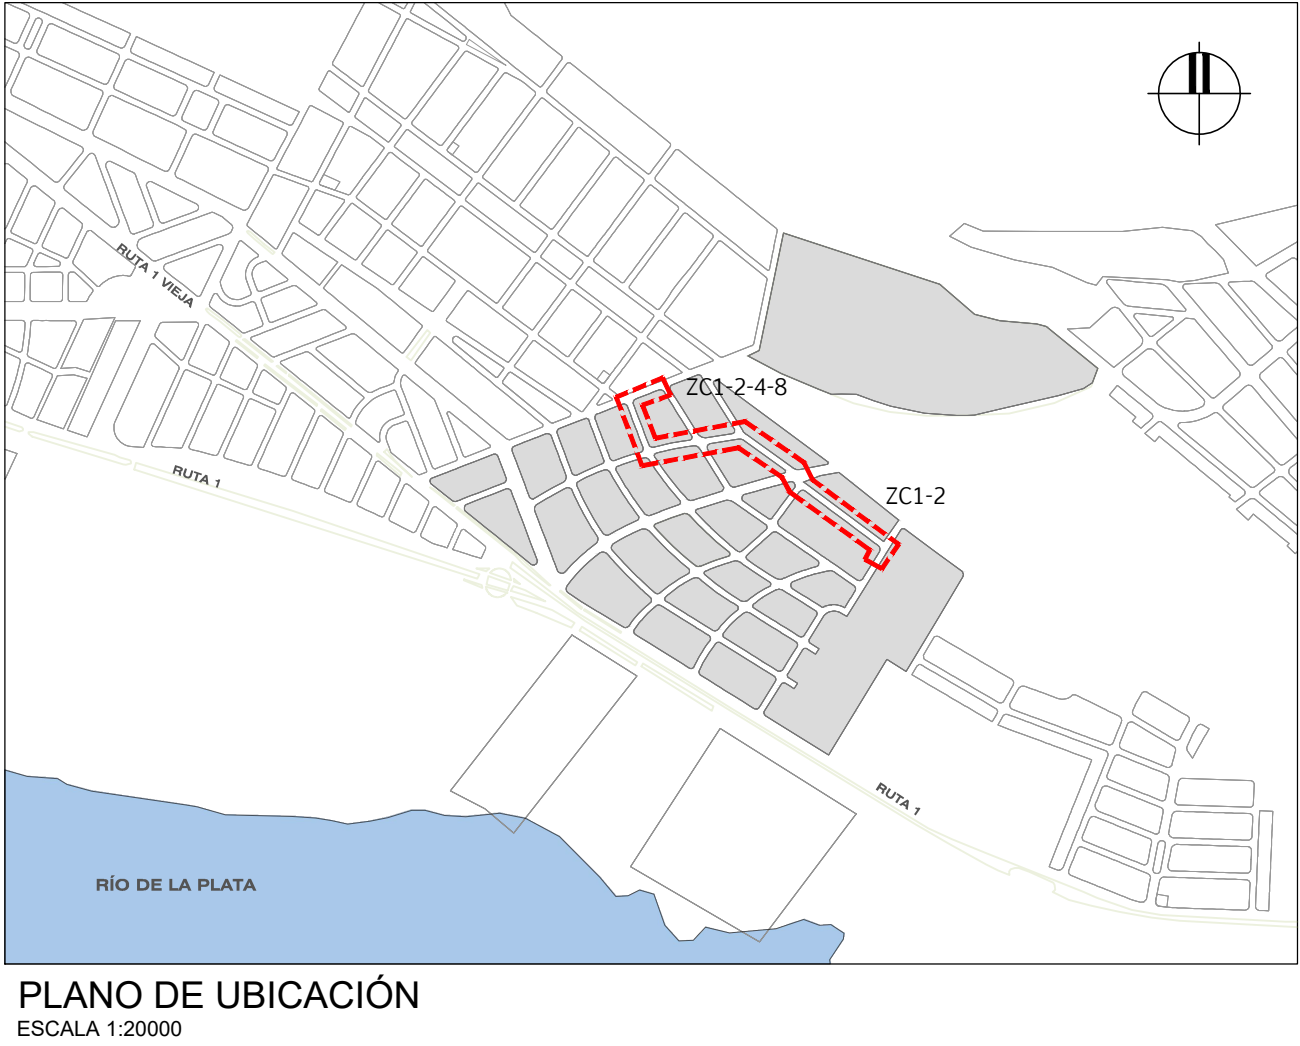 RUTA 1 VIEJA
ZC1-2-4-8
RUTA 1
ZC1-2
RUTA 1
RÍO DE LA PLATA
PLANO DE UBICACIÓN
ESCALA 1:20000